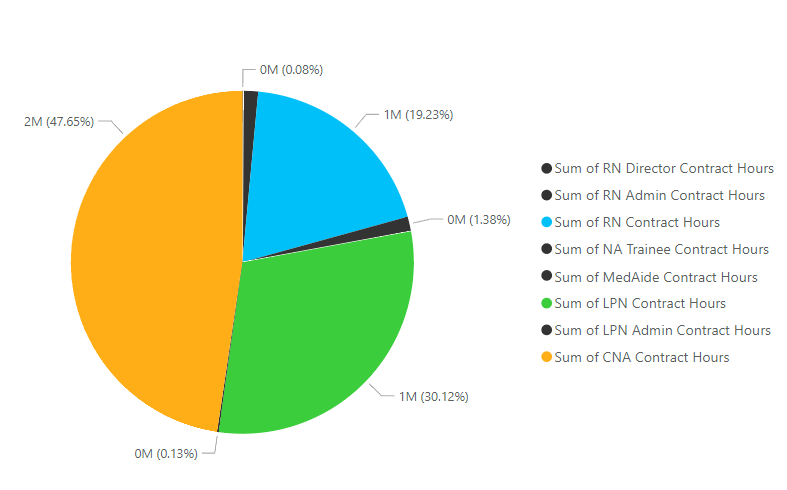 0M (0.08%)
1M (19.23%)
0M (1.38%)
1M (30.12%)
0M (0.13%)
2M (47.65%)
Sum of RN Director Contract Hours
Sum of RN Admin Contract Hours
Sum of RN Contract Hours
Sum of NA Trainee Contract Hours
Sum of MedAide Contract Hours
Sum of LPN Contract Hours
Sum of LPN Admin Contract Hours
Sum of CNA Contract Hours